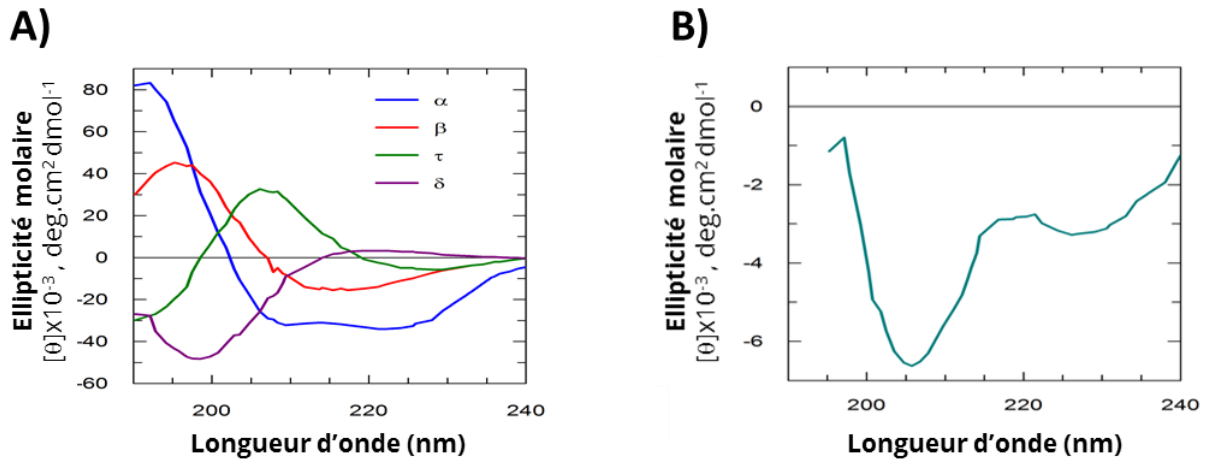 A)
Ellipticité molaire
[θ]x10-3 , deg.cm2 dmol-1
80
60
40
20
0
-20
-40
-60
α
β
τ
δ
200
220
240
Longueur d’onde (nm)
B)
Ellipticité molaire
[θ]x10-3 , deg.cm2 dmol-1
0
-2
-4
-6
200
220
240
Longueur d’onde (nm)